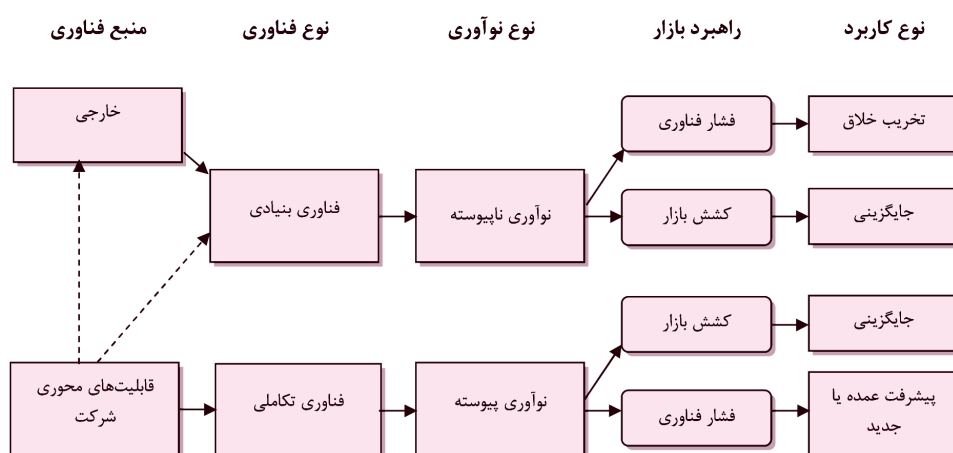 نوع کاربرد
راهبرد بازار
نوع نوآوری
نوع فناوری
منبع فناوری
خارجی
فناوری بنیادی
نوآوری ناپیوسته
فشار فناوری
تخریب خلاق
کشش بازار
جایگزینی
کشش بازار
جایگزینی
قابلیت‌های محوری
شرکت
فناوری تکاملی
نوآوری پیوسته
فشار فناوری
پیشرفت عمده یا
جدید